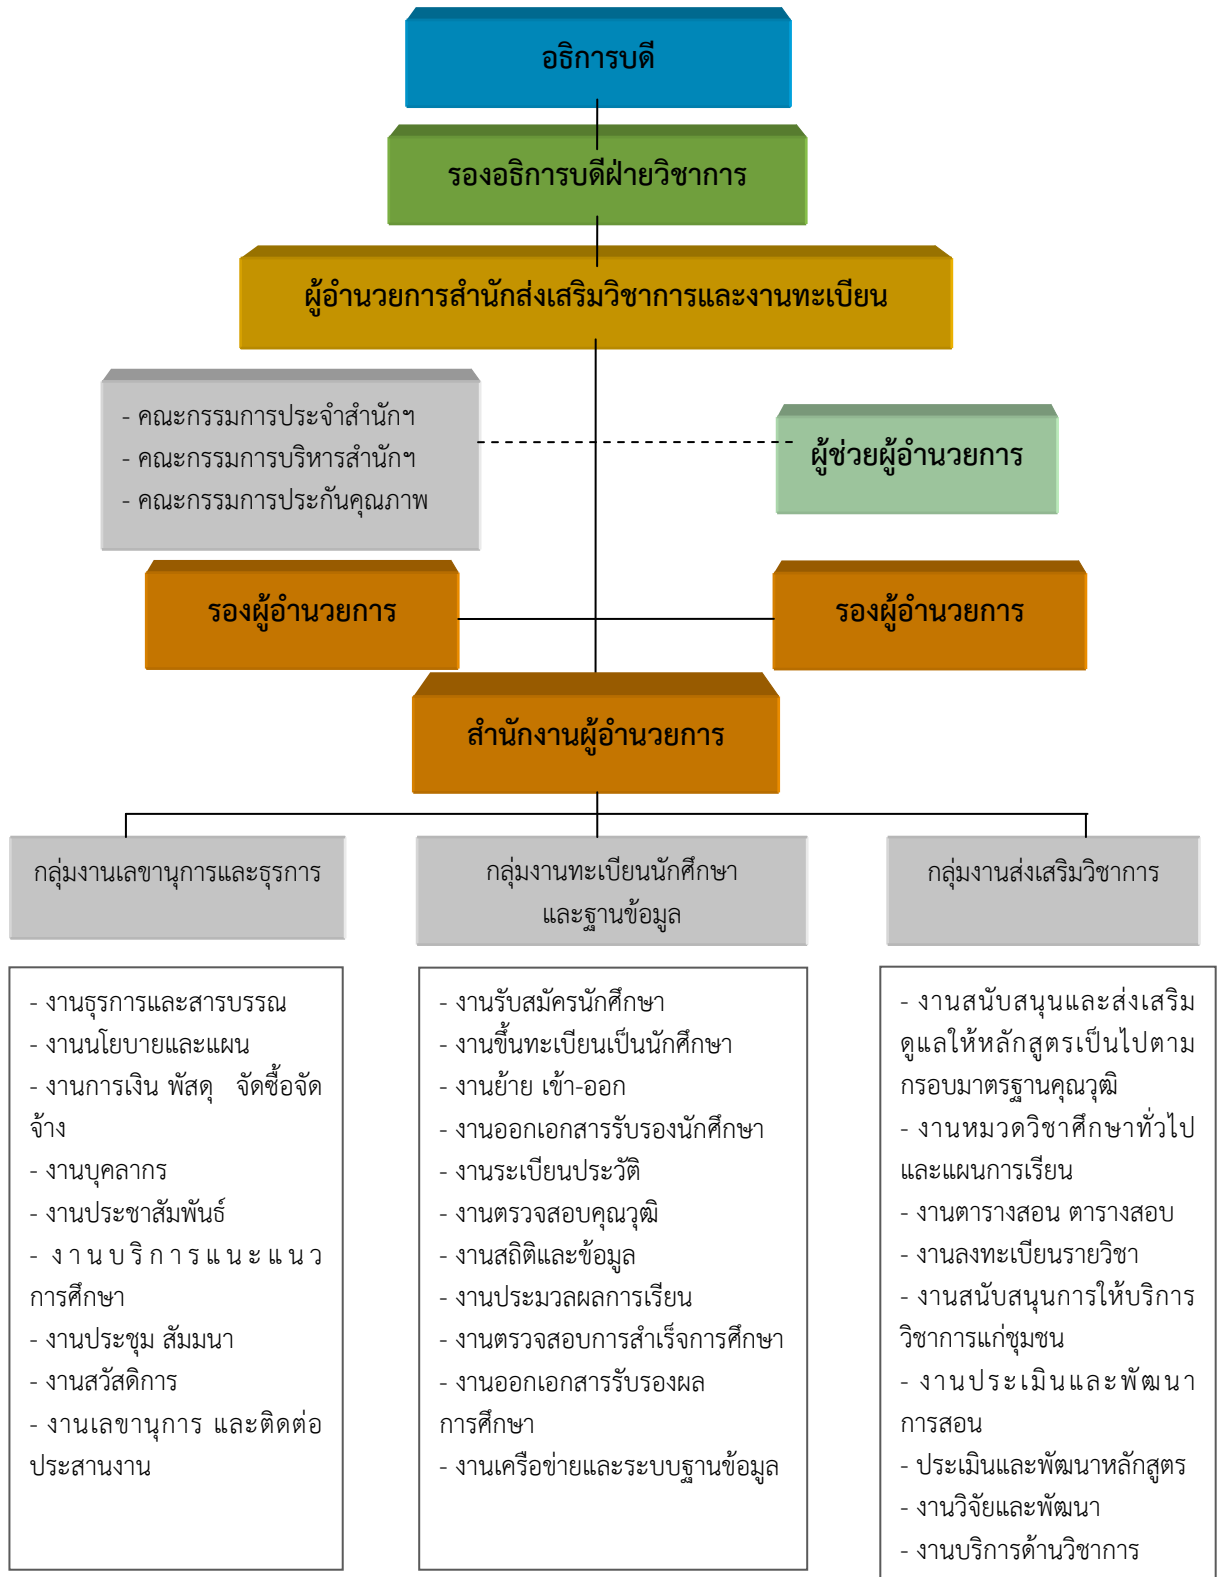 อธิการบดี
รองอธิการบดีฝ่ายวิชาการ
ผู้อำนวยการสำนักส่งเสริมวิชาการและงานทะเบียน
- คณะกรรมการประจำสำนักฯ
- คณะกรรมการบริหารสำนักฯ
- คณะกรรมการประกันคุณภาพ
ผู้ช่วยผู้อำนวยการ
รองผู้อำนวยการ
รองผู้อำนวยการ
สำนักงานผู้อำนวยการ
กลุ่มงานเลขานุการและธุรการ
กลุ่มงานทะเบียนนักศึกษา
และฐานข้อมูล
กลุ่มงานส่งเสริมวิชาการ
- งานธุรการและสารบรรณ
- งานนโยบายและแผน
- งานการเงิน พัสดุ จัดซื้อจัด
จ้าง
- งานบุคลากร
- งานประชาสัมพันธ์
- งานบริการแนะแนว
การศึกษา
- งานประชุม สัมมนา
- งานสวัสดิการ
- งานเลขานุการ และติดต่อ
ประสานงาน
- งานรับสมัครนักศึกษา
- งานขึ้นทะเบียนเป็นนักศึกษา
- งานย้าย เข้า-ออก
- งานออกเอกสารรับรองนักศึกษา
- งานระเบียนประวัติ
- งานตรวจสอบคุณวุฒิ
- งานสถิติและข้อมูล
- งานประมวลผลการเรียน
- งานตรวจสอบการสำเร็จการศึกษา
- งานออกเอกสารรับรองผล
การศึกษา
- งานเครือข่ายและระบบฐานข้อมูล
- งานสนับสนุนและส่งเสริม
ดูแลให้หลักสูตรเป็นไปตาม
กรอบมาตรฐานคุณวุฒิ
- งานหมวดวิชาศึกษาทั่วไป
และแผนการเรียน
- งานตารางสอน ตารางสอบ
- งานลงทะเบียนรายวิชา
- งานสนับสนุนการให้บริการ
วิชาการแก่ชุมชน
- งานประเมินและพัฒนา
การสอน
- ประเมินและพัฒนาหลักสูตร
- งานวิจัยและพัฒนา
- งานบริการด้านวิชาการ